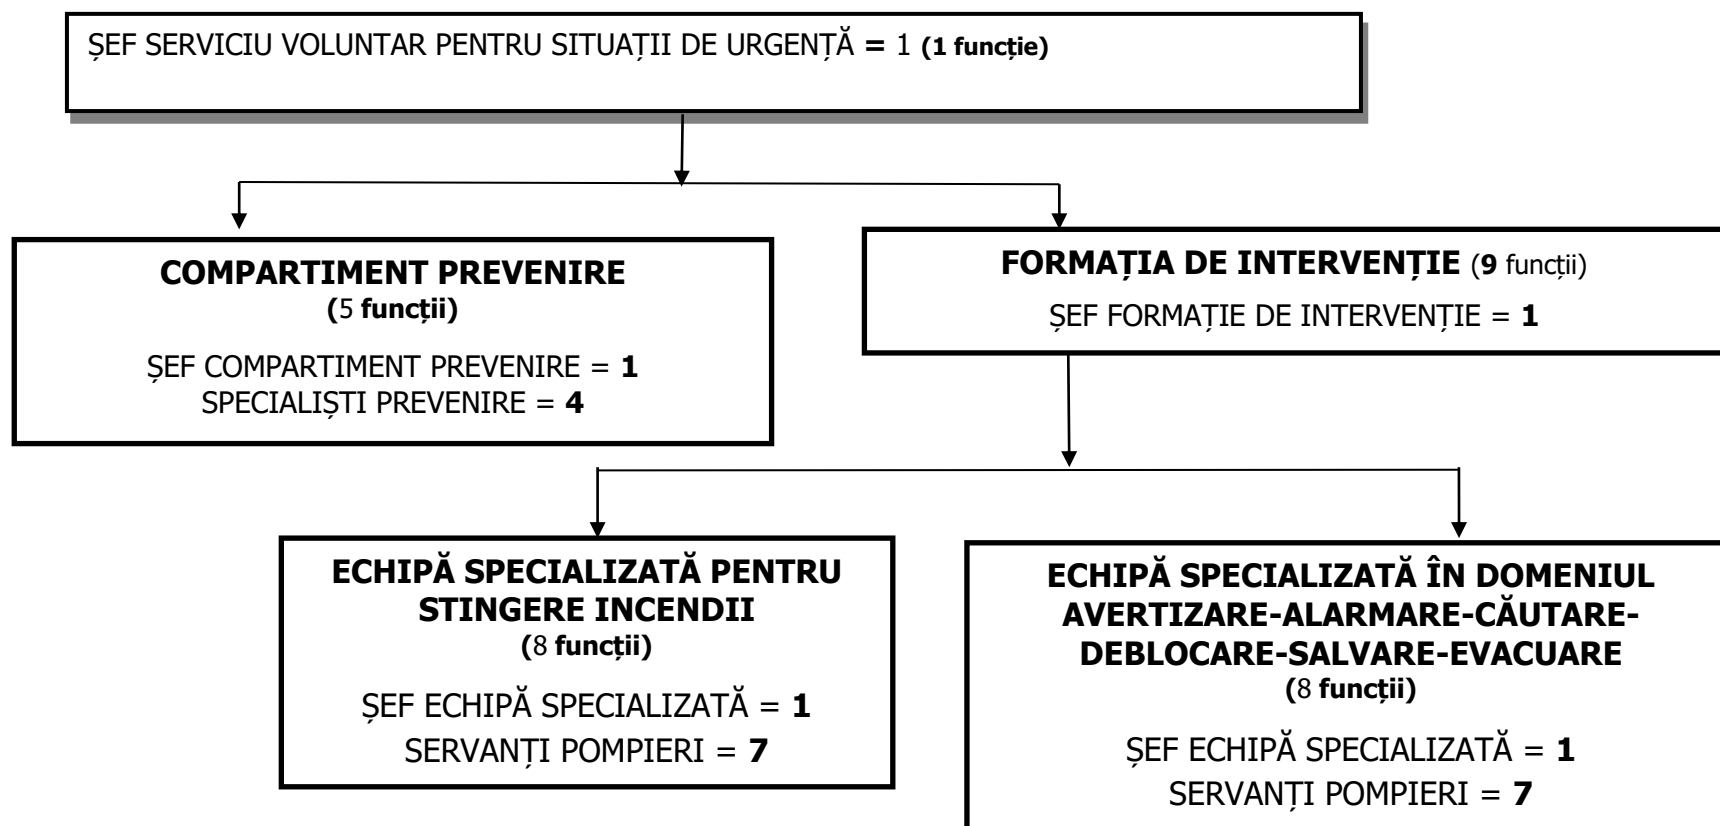 ȘEF SERVICIU VOLUNTAR PENTRU SITUAȚII DE URGENȚĂ = 1 (1 funcție)
COMPARTIMENT PREVENIRE
(5 funcții)
ȘEF COMPARTIMENT PREVENIRE = 1
SPECIALIȘTI PREVENIRE = 4
FORMAȚIA DE INTERVENȚIE (9 funcții)
ȘEF FORMAȚIE DE INTERVENȚIE = 1
ECHIPĂ SPECIALIZATĂ PENTRU
STINGERE INCENDII
(8 funcții)
ȘEF ECHIPĂ SPECIALIZATĂ = 1
SERVANȚI POMPIERI = 7
ECHIPĂ SPECIALIZATĂ ÎN DOMENIUL
AVERTIZARE-ALARMARE-CĂUTARE-
DEBLOCARE-SALVARE-EVACUARE
(8 funcții)
ȘEF ECHIPĂ SPECIALIZATĂ = 1
SERVANȚI POMPIERI = 7